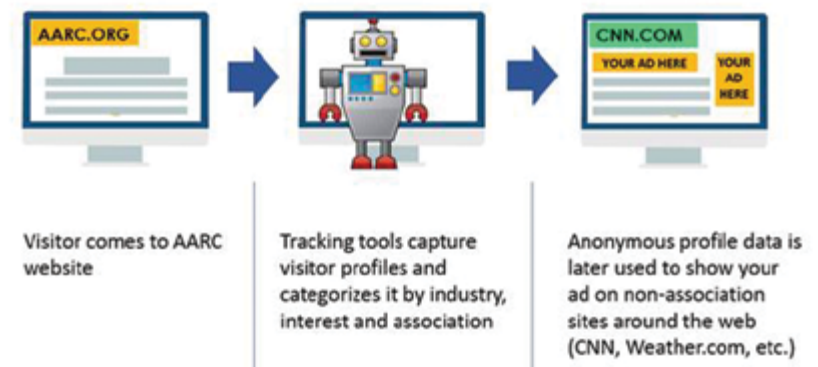 AARC.ORG
CNN.COM
YOUR AD HERE
YOUR
AD
HERE
Visitor comes to AARC
website
Tracking tools capture
visitor profiles and
categorizes it by industry,
interest and association
Anonymous profile data is
later used to show your
ad on non-association
sites around the web
(CNN, Weather.com, etc.)